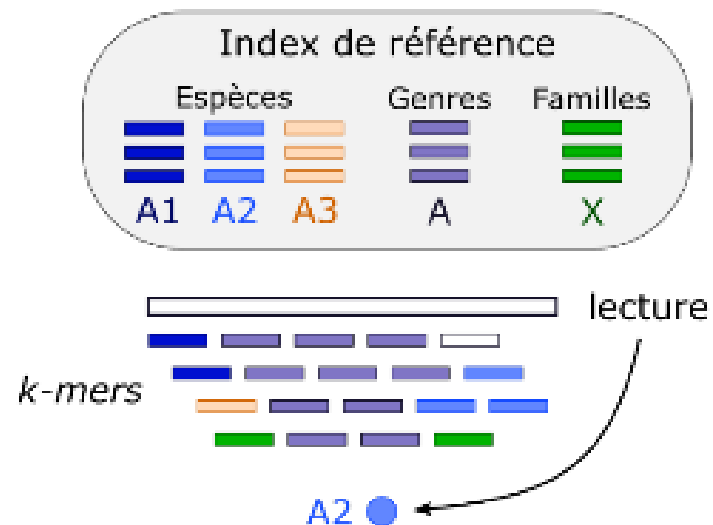 Index de référence
Espèces Genres Familles
A1 A2 A3 A X
lecture
k-mers
A2